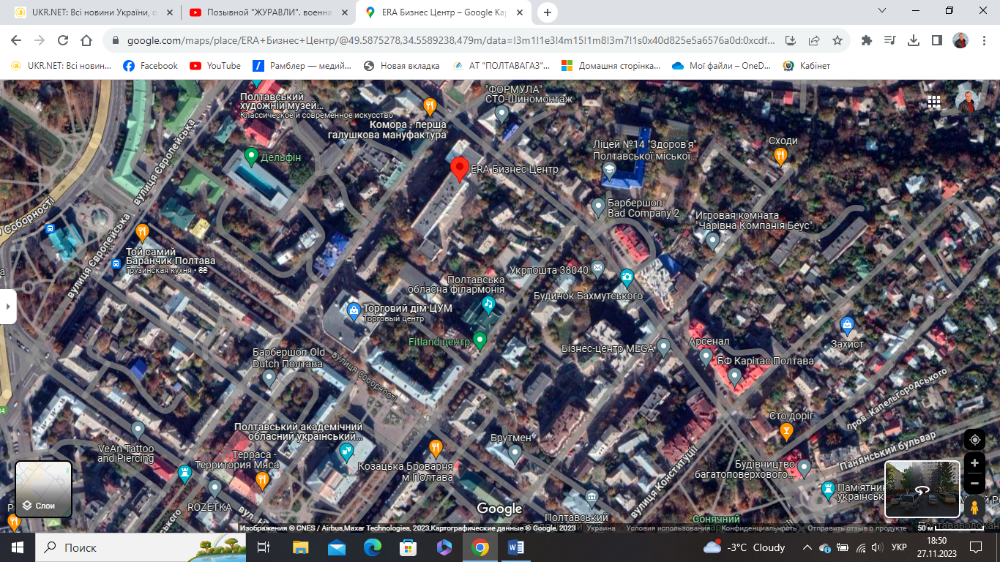 UKR.NET: Всі новини України, о
Позывной "ЖУРАВЛИ". военна
ERA Бизнес Центр – Google Ка
google.com/maps/place/ERA+Бизнес+Центр/@49.5875278,34.5589238,479m/data=!3m1!1e3!4m15!1m8!3m7!1s0x40d825e5a6576a0d:0xcdf...
UKR.NET: Всі новин...
Facebook
YouTube
Рамблер — медий...
Новая вкладка
АТ "ПОЛТАВАГАЗ"...
Домашня сторінка...
Мої файли – OneD...
Кабінет
Полтавський
художній музей...
Классическое и современное искусство
"ФОРМУЛА"
СТО-Шиномонтаж
Комора - перша
галушкова мануфактура
Ліцей №14 "Здоров'я"
Полтавської міської...
Сходи
Дельфін
ERA Бизнес Центр
вулиця Європейська
Соборності
Барбершоп
Bad Company 2
Игровая комната
"Чарівна Компанія Беус"
вулиця Європейська
Той самий
Баранчик Полтава
Грузинская кухня • ₴₴
Укрпошта 38040
Полтавська
обласна філармонія
Будинок Бахмутського
Торговий дім ЦУМ
Торговый центр
Fitland центр
Бізнес-центр MEGA
Арсенал
Захист
Барбершоп Old
Dutch Полтава
БФ Карітас Полтава
вулиця Соборності
пров. Капельгородського
Сто доріг
Полтавський академічний
обласний український...
VeAn Tattoo
and Piercing
Терраса -
Территория Мяса
Козацька Броварня
м.Полтава
Брутмен
вулиця Конституції
Панянський бульвар
Будівництво
багатоповерхового...
Пам'ятник
українськ
ROZETKA
Полтавський
Сонячний
Слои
Google
Изображения © CNES / Airbus,Maxar Technologies, 2023,Картографические данные © Google, 2023
Украина
Условия использования
Конфиденциальность
Отправить отзыв о продукте
50 м
Поиск
-3°C Cloudy
УКР
18:50
27.11.2023